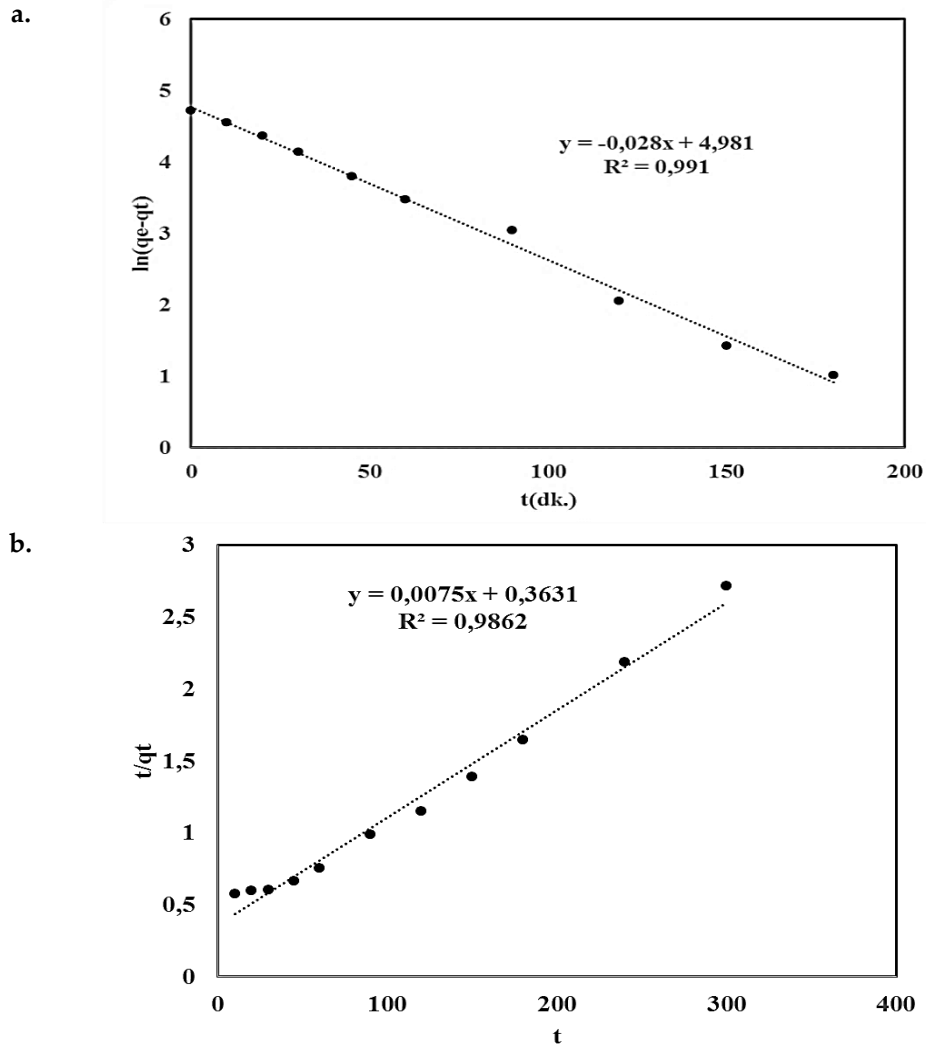 a.
6
5
4
3
2
1
0
y = -0,028x + 4,981
R² = 0,991
ln(qe-qt)
0 50 100 150 200
t(dk.)
b.
3
2,5
2
1,5
1
0,5
0
y = 0,0075x + 0,3631
R² = 0,9862
t/qt
0 100 200 300 400
t